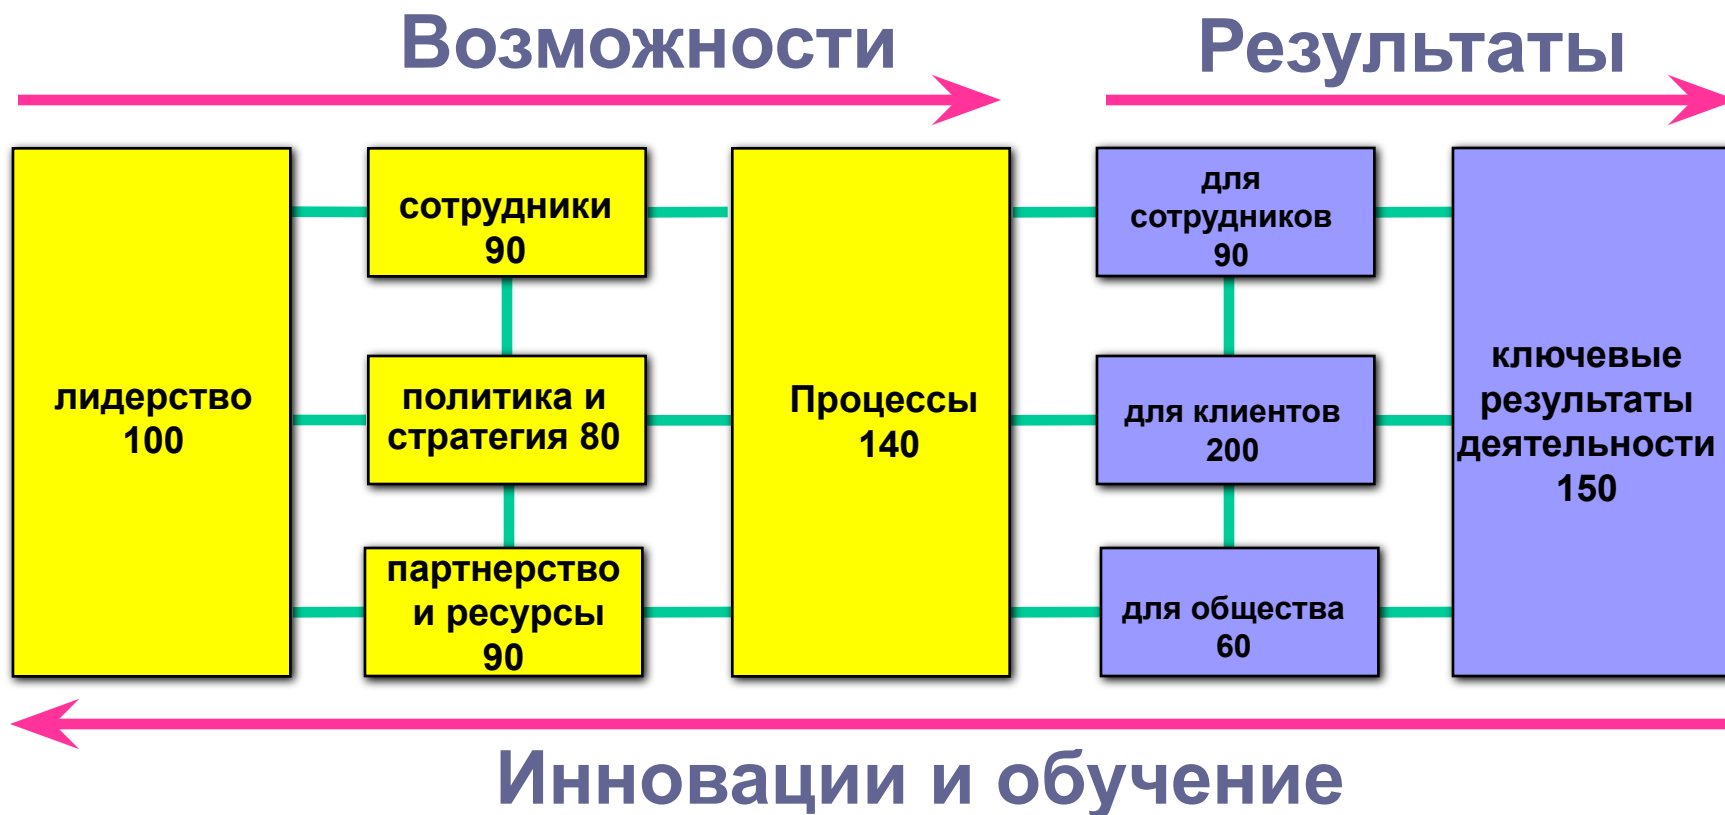 Возможности
Результаты
лидерство
100
сотрудники
90
политика и
стратегия 80
партнерство
и ресурсы
90
Процессы
140
для
сотрудников
90
для клиентов
200
для общества
60
ключевые
результаты
деятельности
150
Инновации и обучение